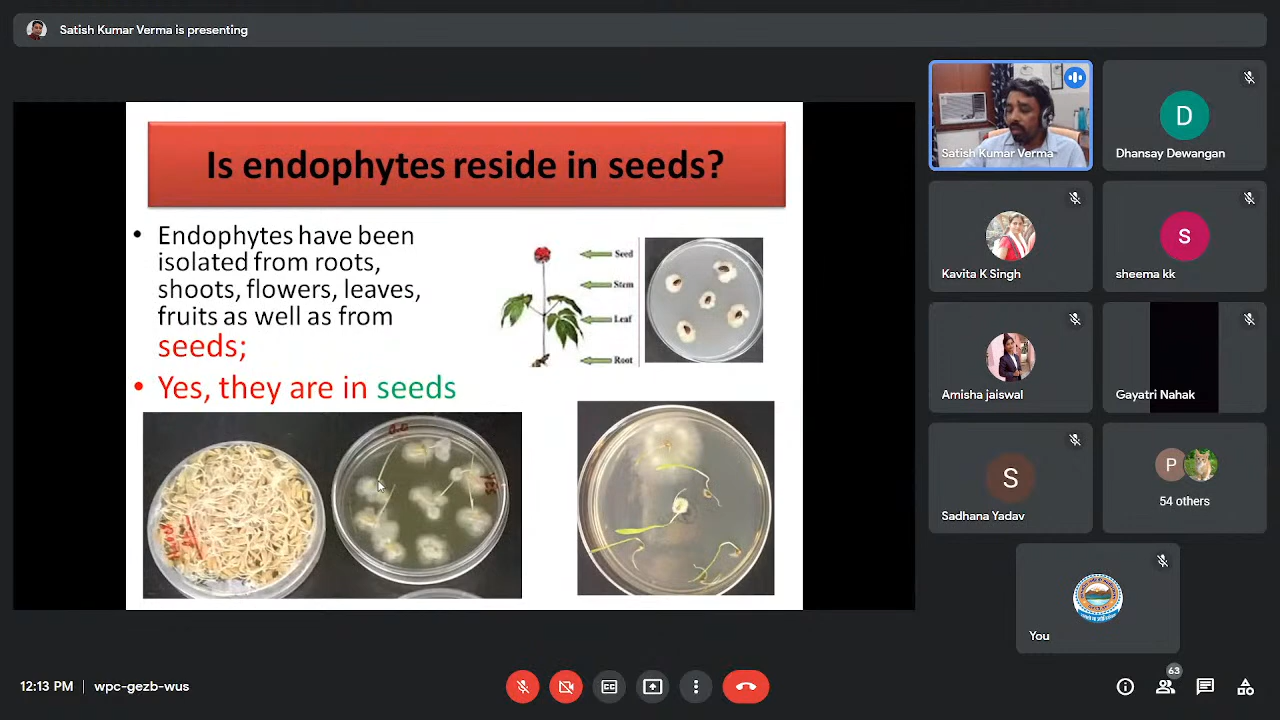 Satish Kumar Verma is presenting
Is endophytes reside in seeds?
• Endophytes have been
isolated from roots,
shoots, flowers, leaves,
fruits as well as from
seeds;
• Yes, they are in seeds
Seed
Stem
Leaf
Root
Satish Kumar Verma
D
Dhansay Dewangan
Kavita K Singh
S
sheema kk
Amisha jaiswal
Gayatri Nahak
S
Sadhana Yadav
P
54 others
You
12:13 PM | wpc-gezb-wus
63